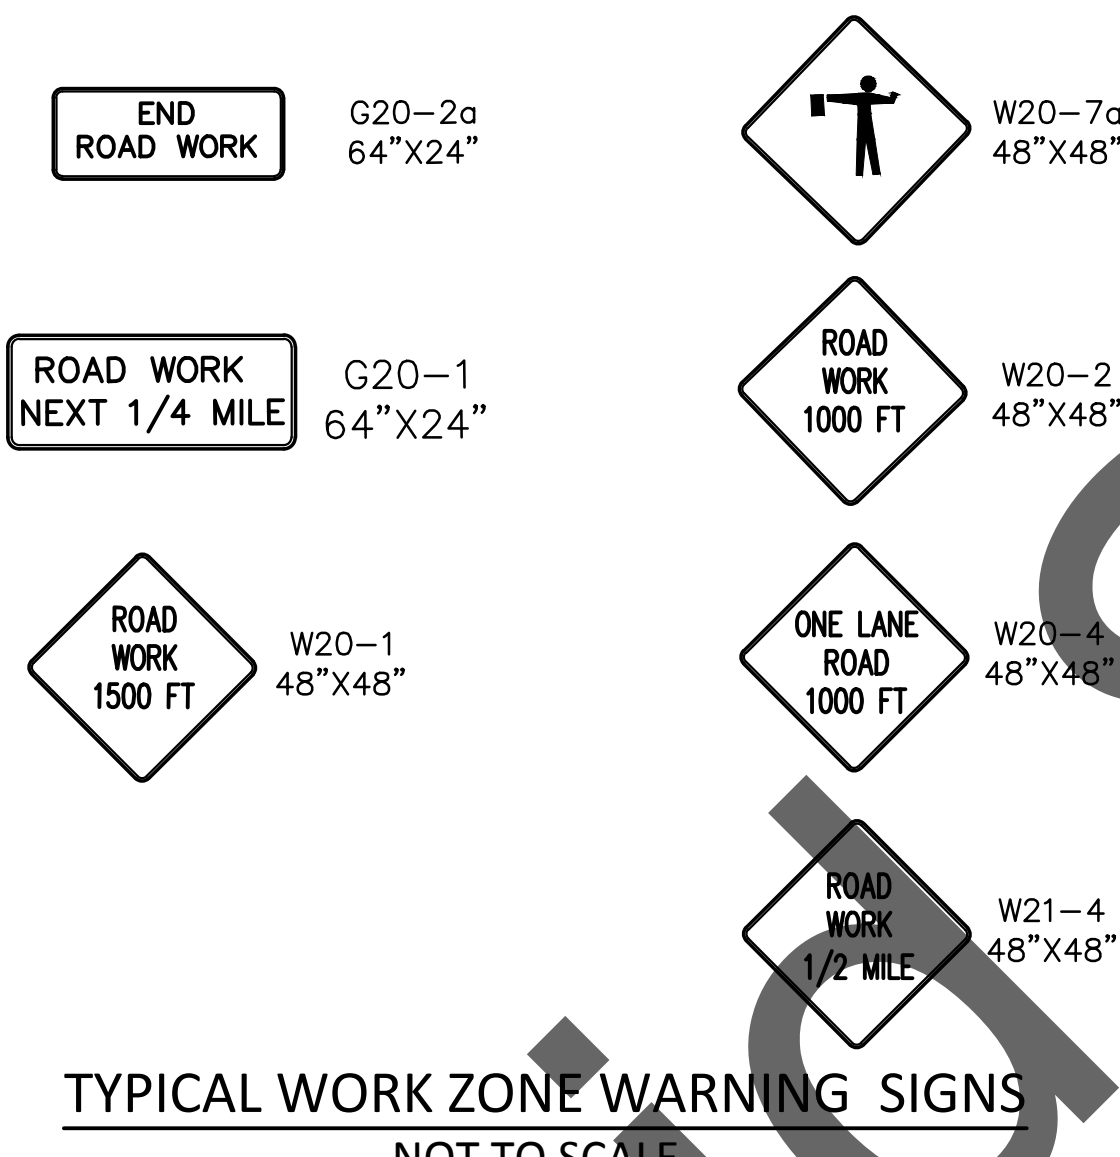 END
ROAD WORK
G20-2a
64"X24"
W20-7a
48"X48"
ROAD WORK
NEXT 1/4 MILE
G20-1
64"X24"
ROAD
WORK
1000 FT
W20-2
48"X48"
ROAD
WORK
1500 FT
W20-1
48"X48"
ONE LANE
ROAD
1000 FT
W20-4
48"X48"
ROAD
WORK
1/2 MILE
W21-4
48"X48"
TYPICAL WORK ZONE WARNING SIGNS
NOT TO SCALE